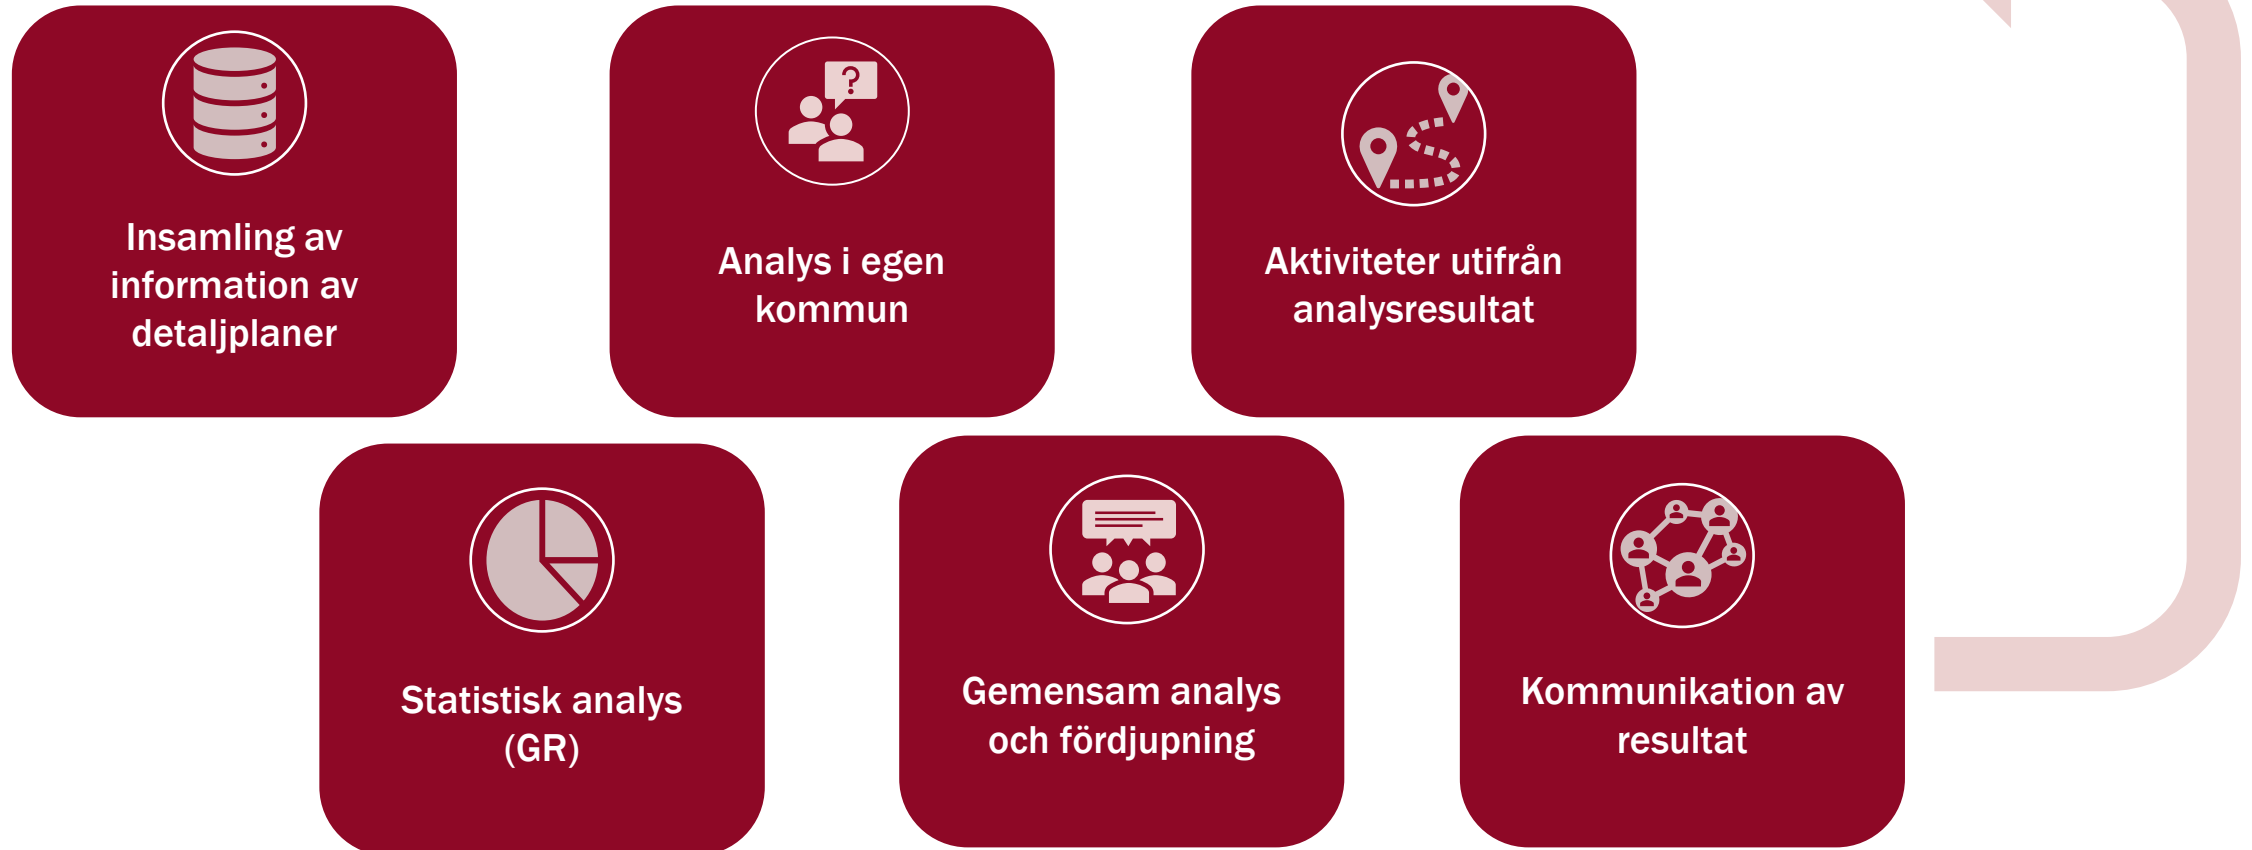 Insamling av
information av
detaljplaner
Analys i egen
kommun
Aktiviteter utifrån
analysresultat
Statistisk analys
(GR)
Gemensam analys
och fördjupning
Kommunikation av
resultat